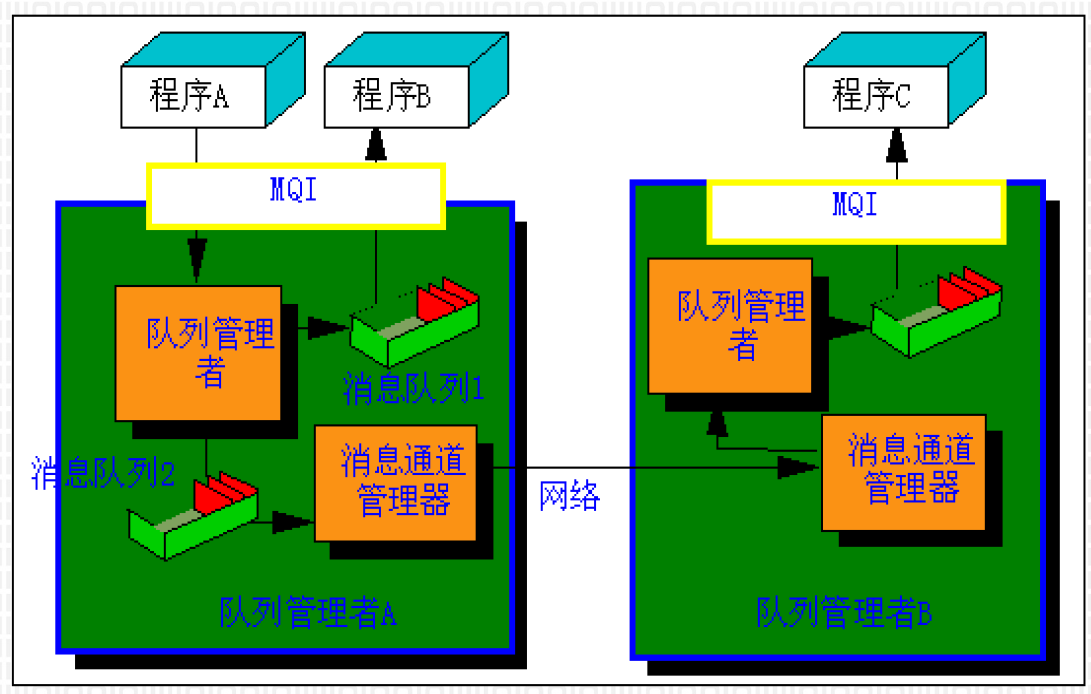 程序A
程序B
程序C
MQI
MQI
队列管理
者
消息队列1
消息队列2
消息通道
管理器
网络
队列管理者A
队列管理
者
消息通道
管理器
队列管理者B